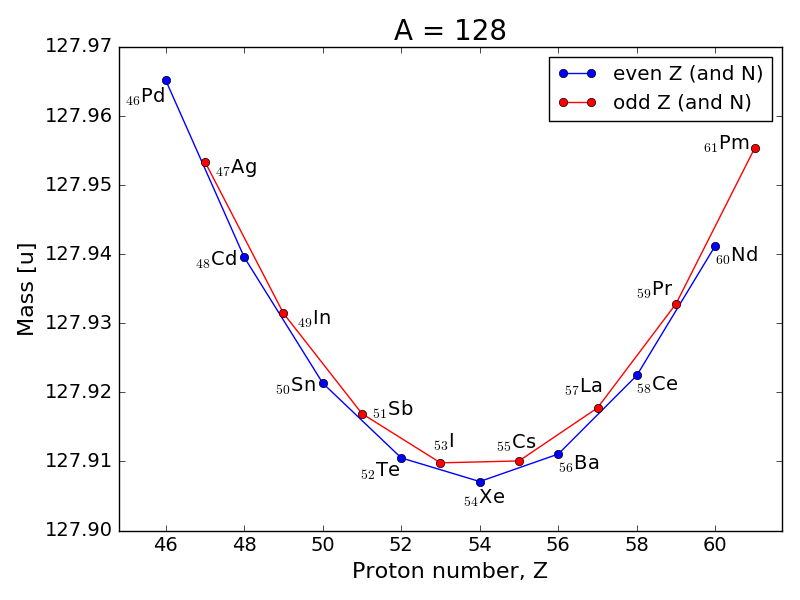 A = 128
127.97
127.96
127.95
127.94
127.93
127.92
127.91
127.90
Mass [u]
even Z (and N)
odd Z (and N)
₄₆Pd
₄₇Ag
₄₈Cd
₄₉In
₅₀Sn
₅₁Sb
₅₂Te
₅₃I
₅₄Xe
₅₅Cs
₅₆Ba
₅₇La
₅₈Ce
₅₉Pr
₆₀Nd
₆₁Pm
46 48 50 52 54 56 58 60
Proton number, Z